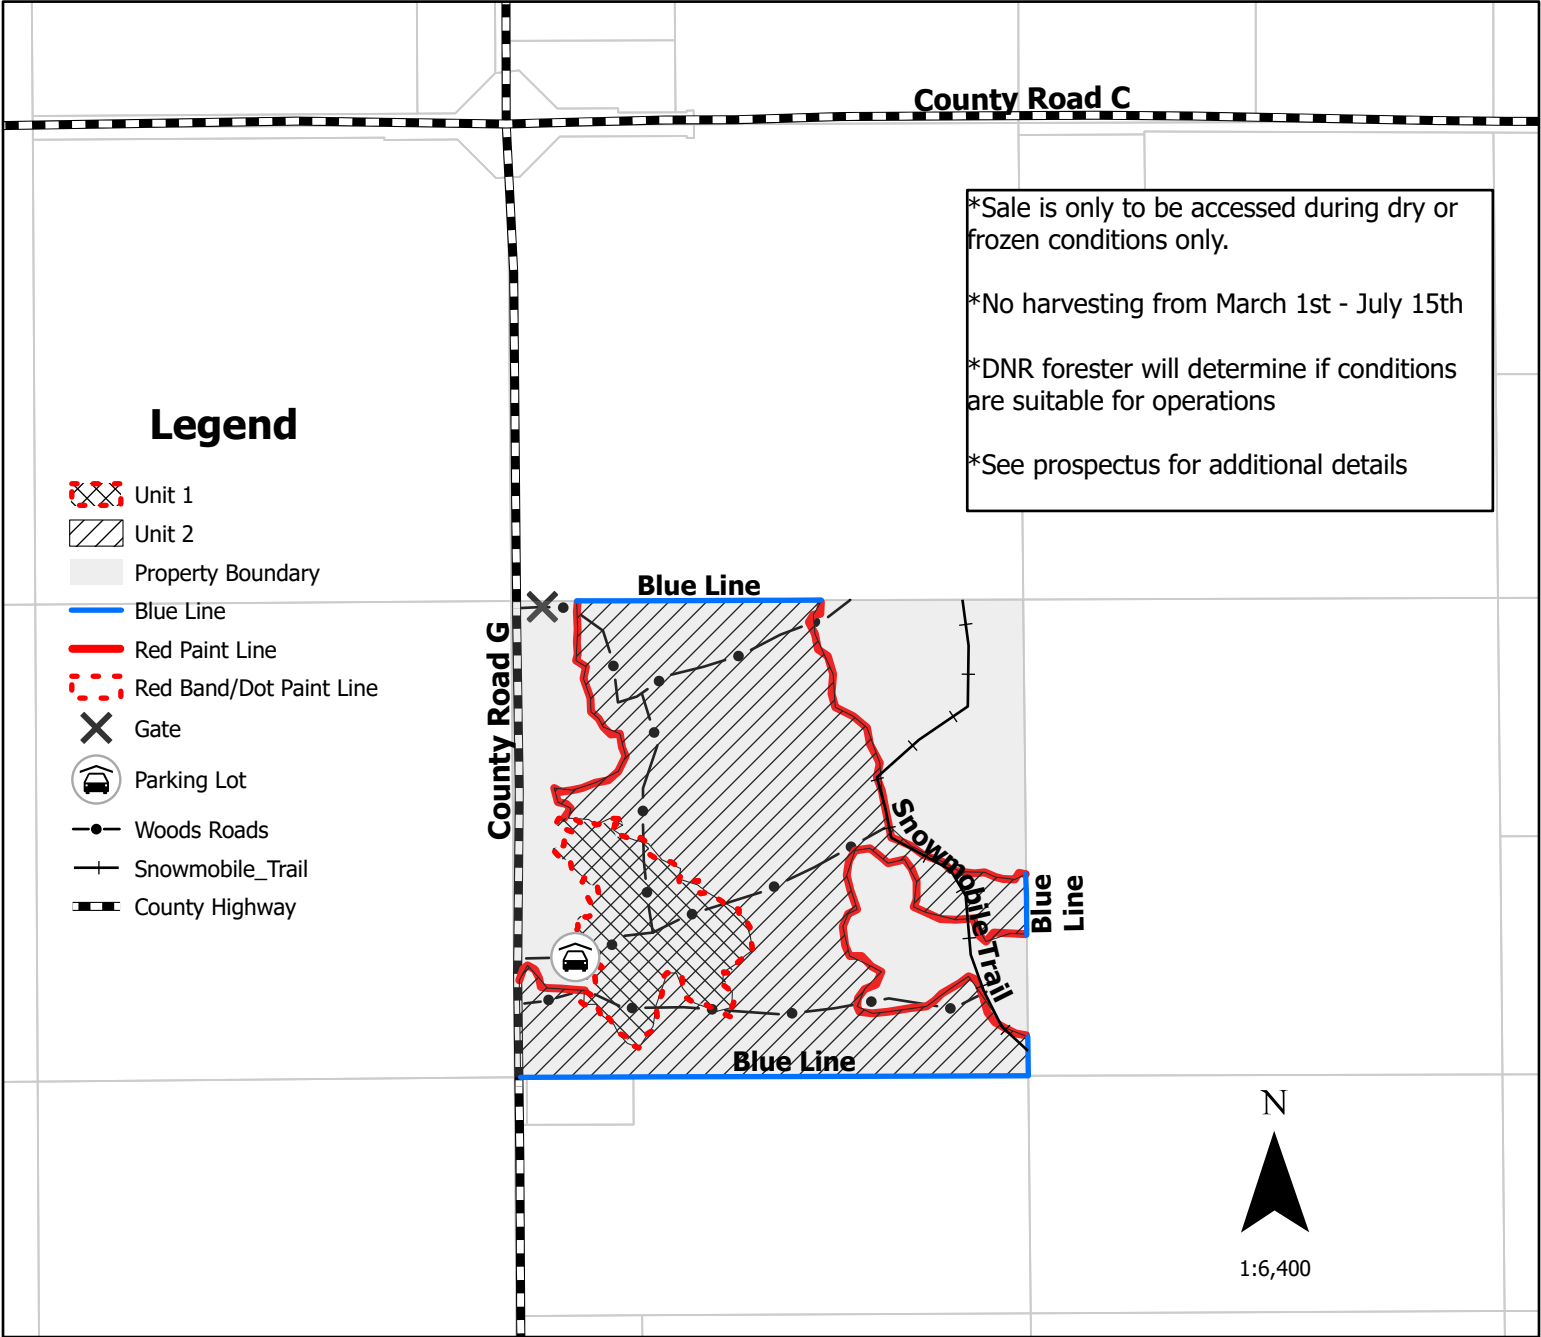 County Road C
*Sale is only to be accessed during dry or
frozen conditions only.
*No harvesting from March 1st - July 15th
*DNR forester will determine if conditions
are suitable for operations
*See prospectus for additional details
Legend
Unit 1
Unit 2
Property Boundary
Blue Line
Red Paint Line
Red Band/Dot Paint Line
Gate
Parking Lot
Woods Roads
Snowmobile_Trail
County Highway
Blue Line
County Road G
Snowmobile Trail
Blue
Line
Blue Line
N
1:6,400